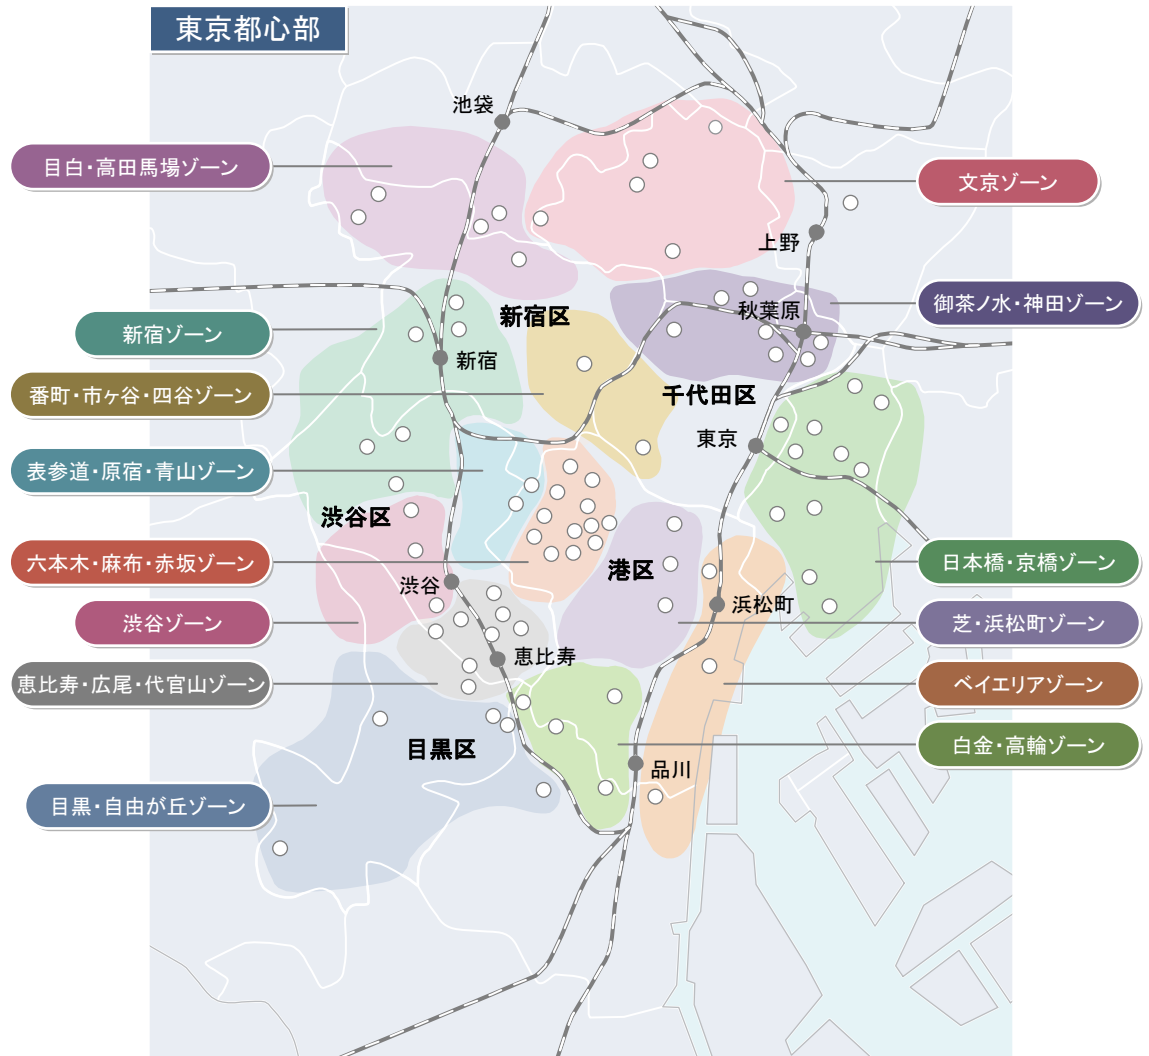 東京都心部
池袋
目白・高田馬場ゾーン
文京ゾーン
上野
御茶ノ水・神田ゾーン
秋葉原
新宿区
新宿ゾーン
新宿
番町・市ヶ谷・四谷ゾーン
千代田区
東京
表参道・原宿・青山ゾーン
渋谷区
六本木・麻布・赤坂ゾーン
港区
日本橋・京橋ゾーン
渋谷
浜松町
渋谷ゾーン
芝・浜松町ゾーン
恵比寿
恵比寿・広尾・代官山ゾーン
ベイエリアゾーン
目黒区
白金・高輪ゾーン
品川
目黒・自由が丘ゾーン